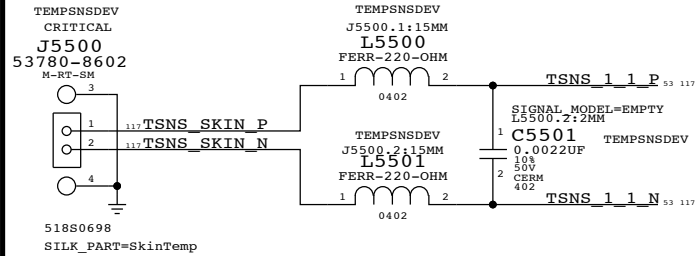 TEMPSNSDEV
CRITICAL
J5500
53780-8602
M-RT-SM
3
1
2
4
117 TSNS_SKIN_P
117 TSNS_SKIN_N
518S0698
SILK_PART=SkinTemp
TEMPSNSDEV
J5500.1:15MM
L5500
FERR-220-OHM
1 2
0402
TEMPSNSDEV
J5500.2:15MM
L5501
FERR-220-OHM
1 2
0402
TSNS_1_1_P 53 117
SIGNAL_MODEL=EMPTY
L5500.2:2MM
1
C5501
TEMPSNSDEV
0.0022UF
10%
50V
2
CERM
402
TSNS_1_1_N 53 117